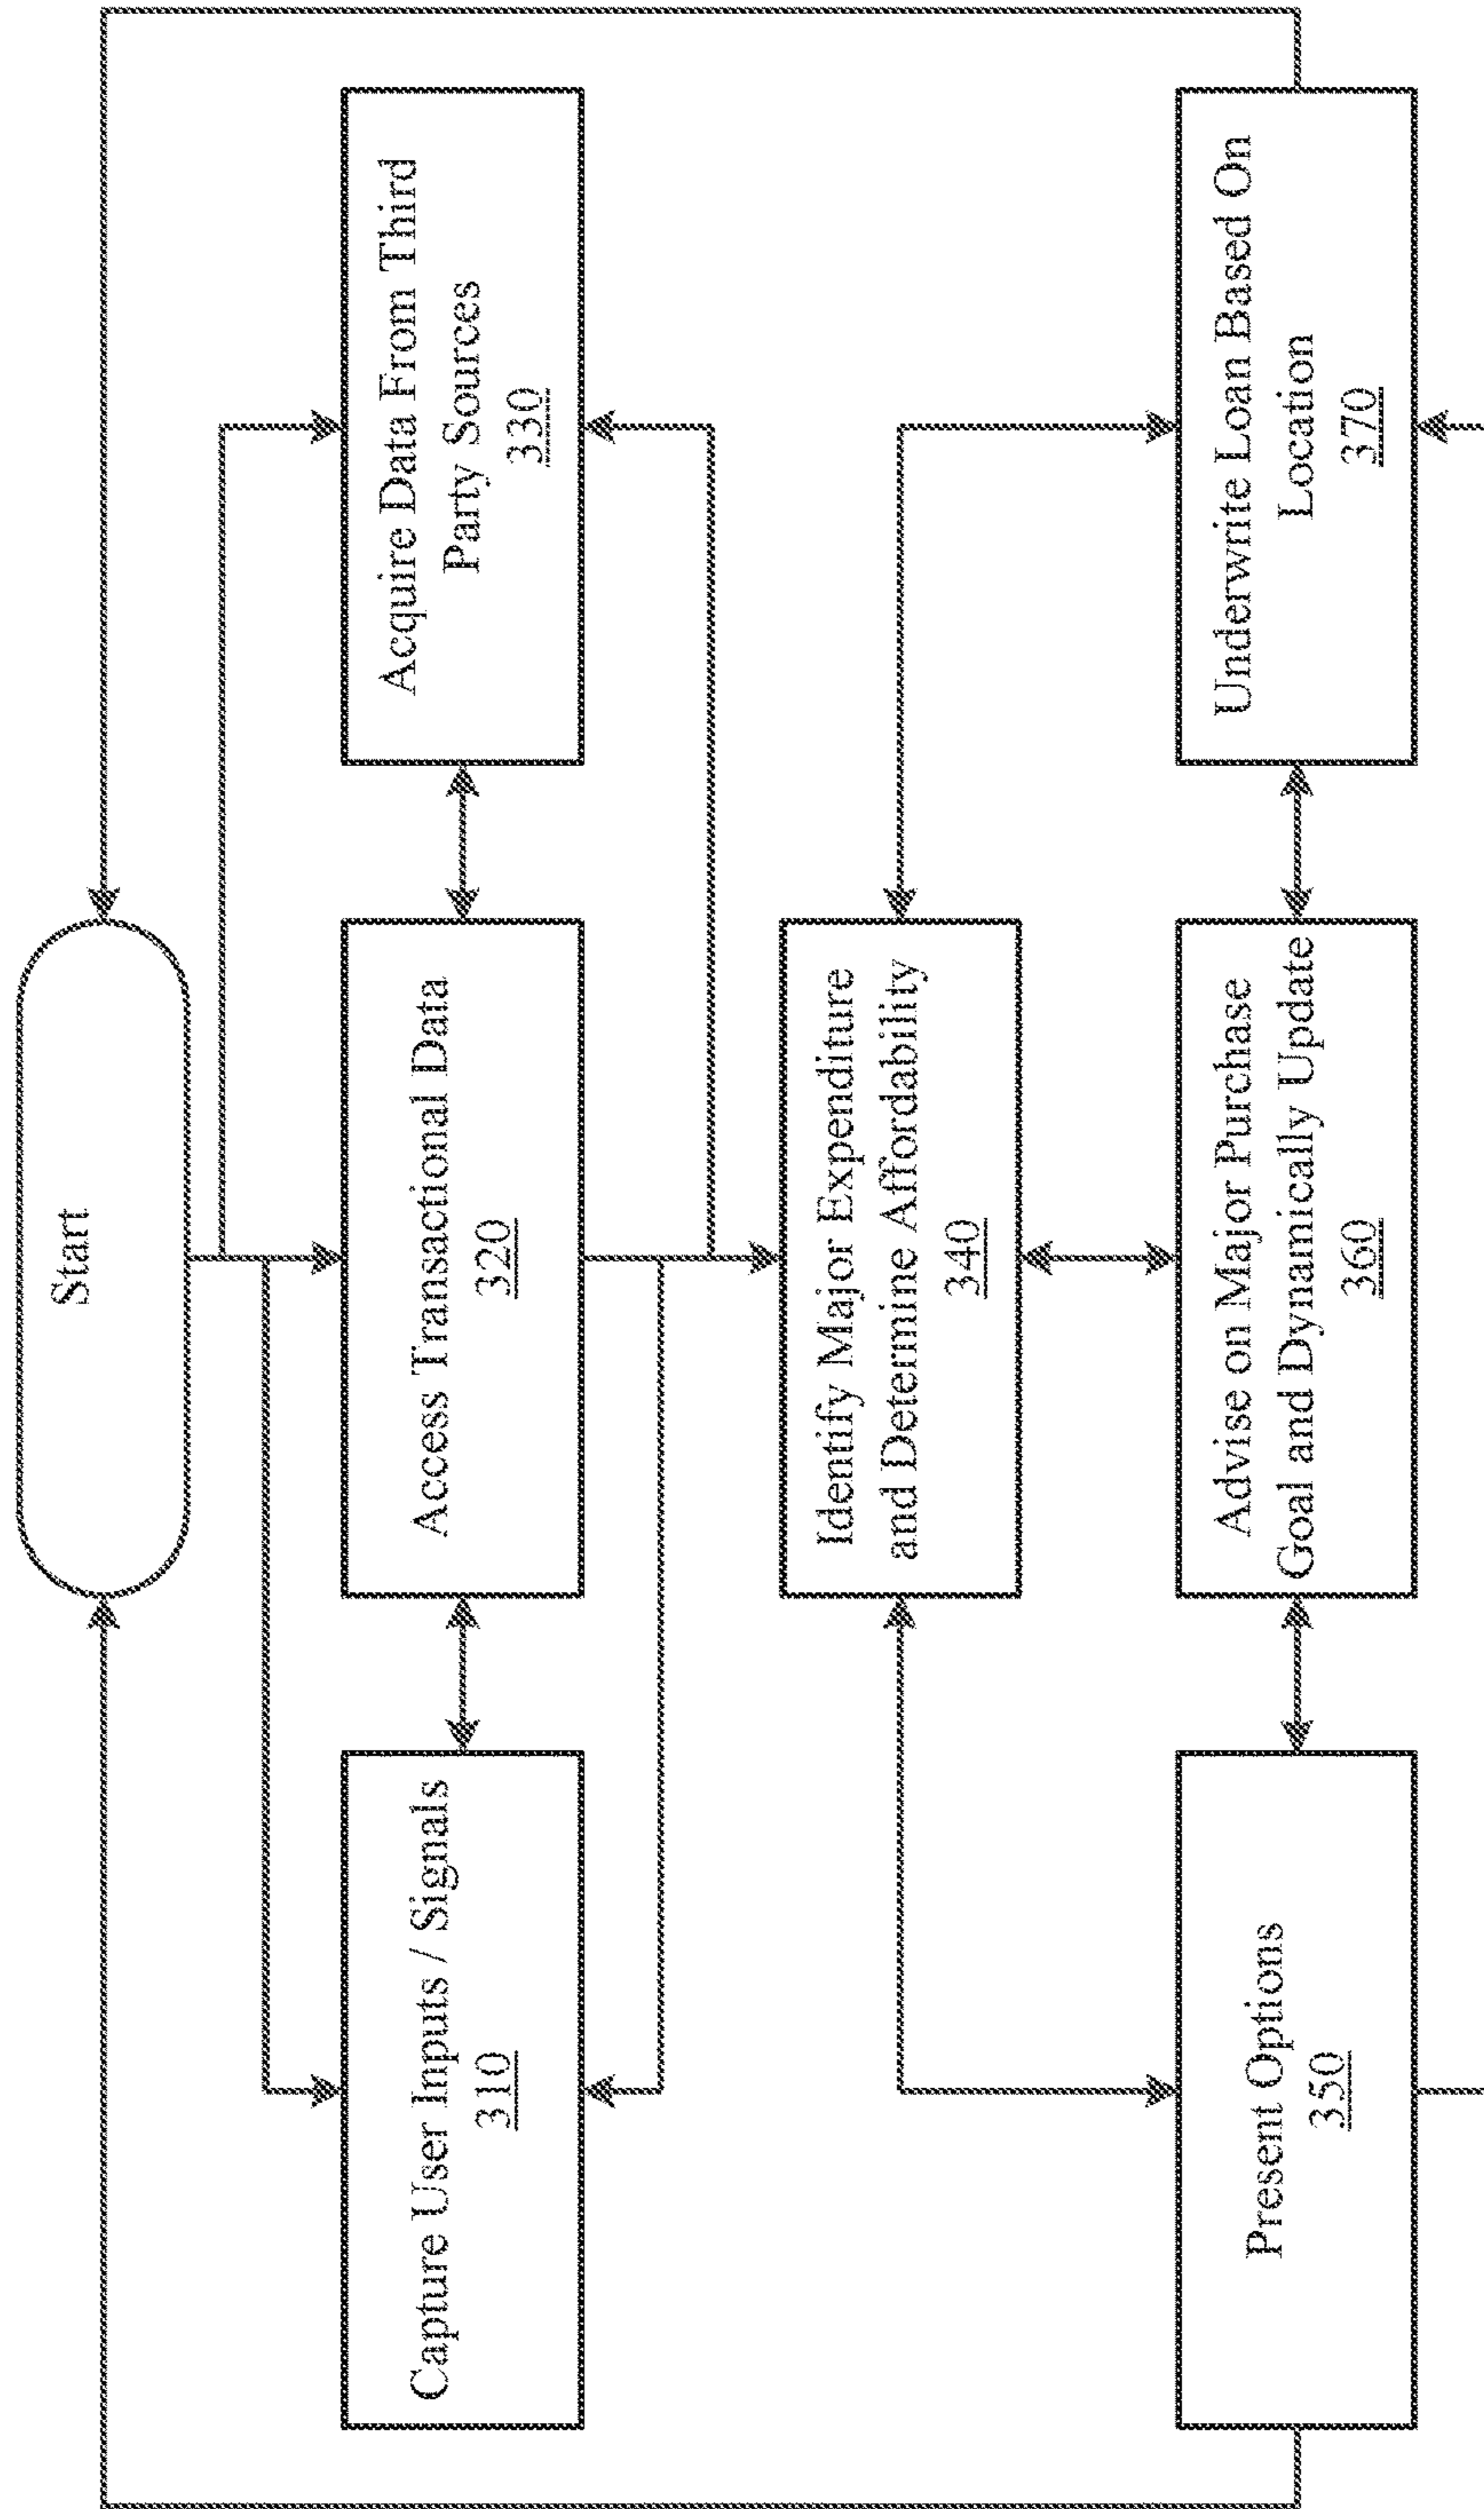 Start
Capture User Inputs / Signals
310
Access Transactional Data
320
Acquire Data From Third
Party Sources
330
Identify Major Expenditure
and Determine Affordability
340
Present Options
350
Advise on Major Purchase
Goal and Dynamically Update
360
Underwrite Loan Based On
Location
370